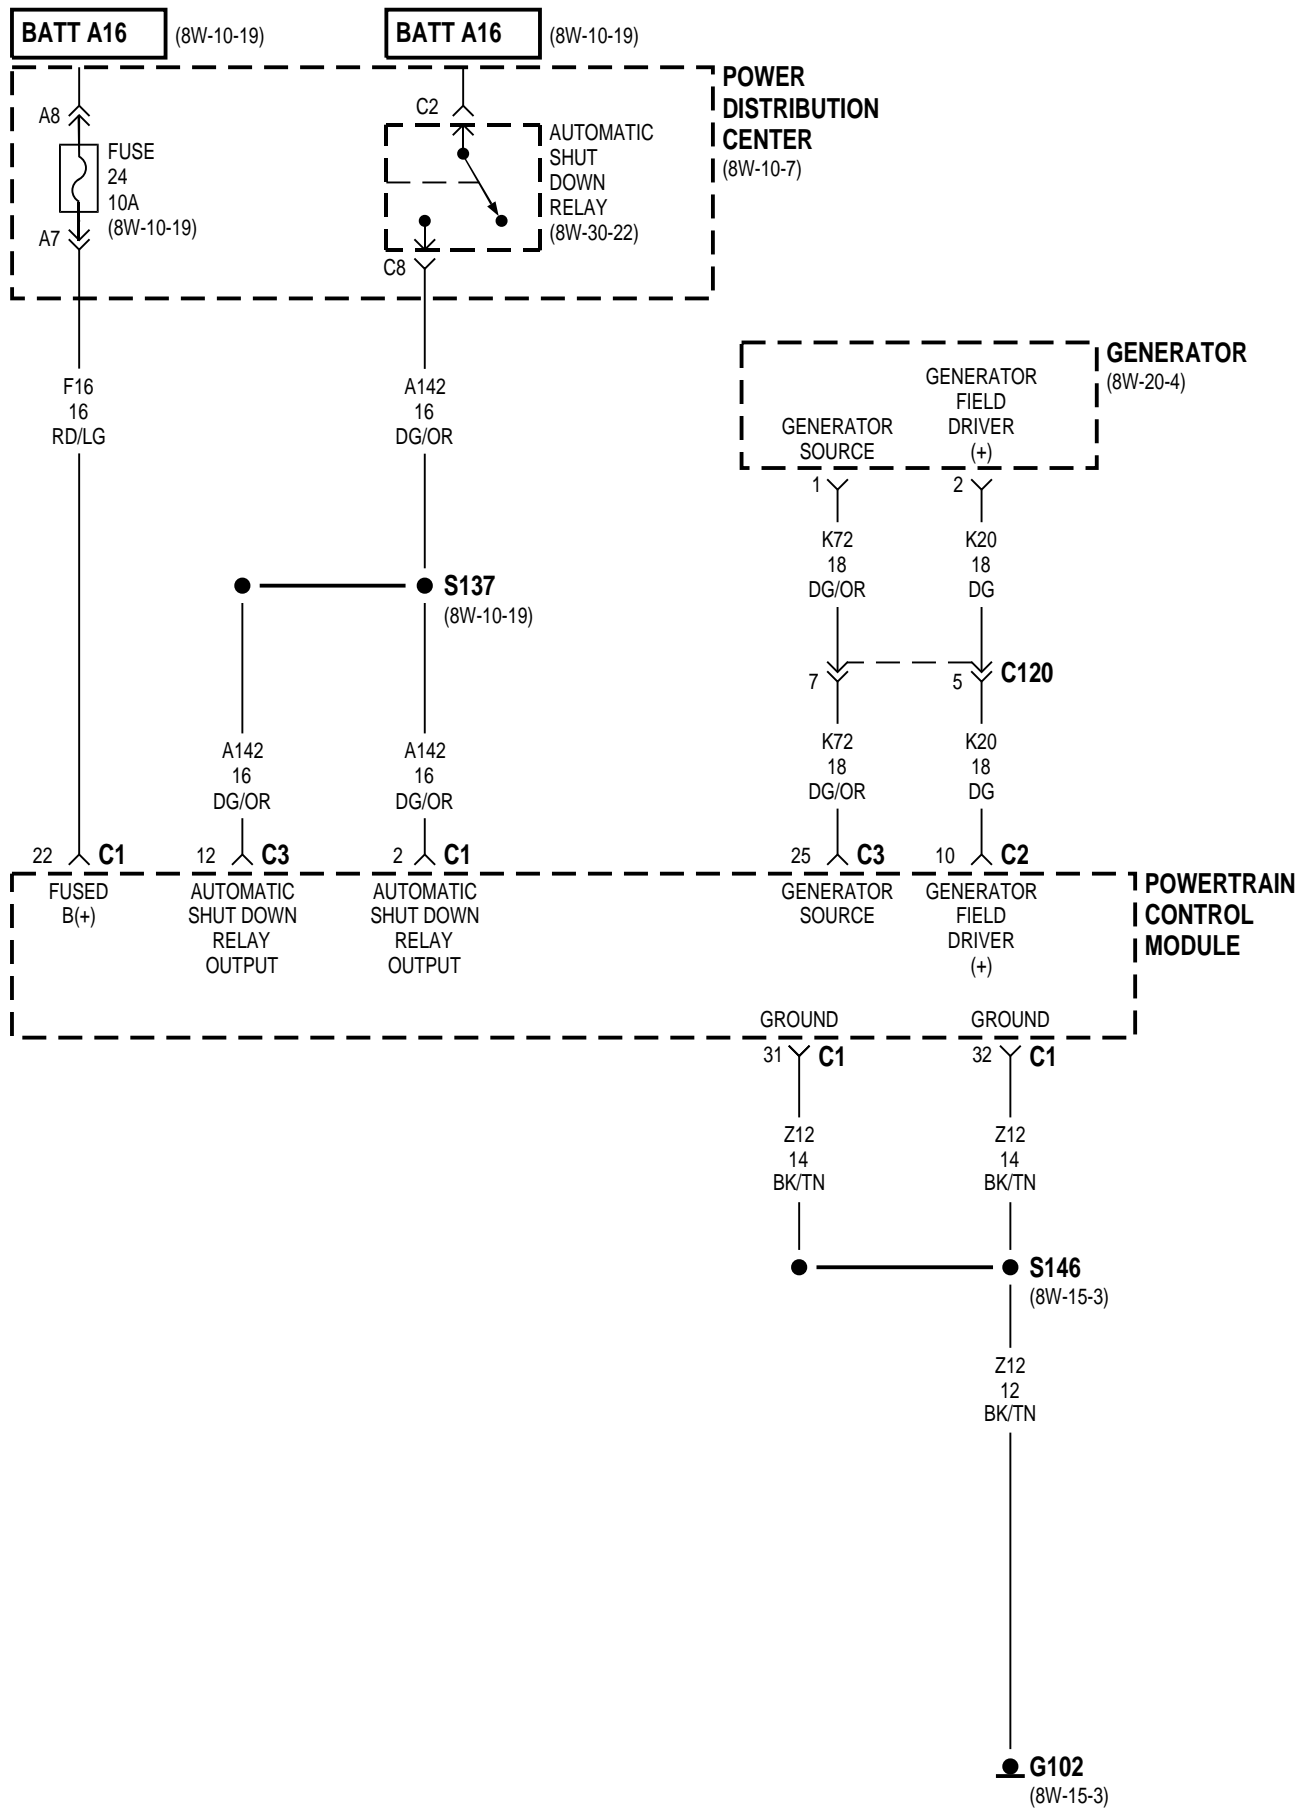 BATT A16 (8W-10-19)
BATT A16 (8W-10-19)
POWER
DISTRIBUTION
CENTER
(8W-10-7)
A8
FUSE
24
10A
(8W-10-19)
A7
C2
AUTOMATIC
SHUT
DOWN
RELAY
(8W-30-22)
C8
F16
16
RD/LG
A142
16
DG/OR
GENERATOR
(8W-20-4)
GENERATOR
SOURCE
GENERATOR
FIELD
DRIVER
(+)
1
2
K72
18
DG/OR
K20
18
DG
S137
(8W-10-19)
7
5
C120
A142
16
DG/OR
A142
16
DG/OR
K72
18
DG/OR
K20
18
DG
22 C1
12 C3
2 C1
25 C3
10 C2
POWERTRAIN
CONTROL
MODULE
FUSED
B(+)
AUTOMATIC
SHUT DOWN
RELAY
OUTPUT
AUTOMATIC
SHUT DOWN
RELAY
OUTPUT
GENERATOR
SOURCE
GENERATOR
FIELD
DRIVER
(+)
GROUND
GROUND
31 C1
32 C1
Z12
14
BK/TN
Z12
14
BK/TN
S146
(8W-15-3)
Z12
12
BK/TN
G102
(8W-15-3)